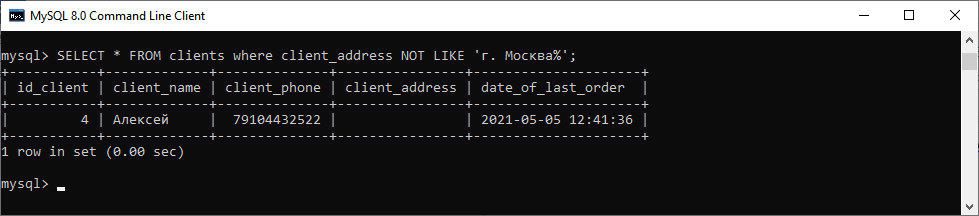 MySQL 8.0 Command Line Client
mysql> SELECT * FROM clients where client_address NOT LIKE 'г. Москва%';
+-----------+-------------+--------------+----------------+---------------------+
| id_client | client_name | client_phone | client_address | date_of_last_order  |
+-----------+-------------+--------------+----------------+---------------------+
|         4 | Алексей     |  79104432522 |                | 2021-05-05 12:41:36 |
+-----------+-------------+--------------+----------------+---------------------+
1 row in set (0.00 sec)
mysql>